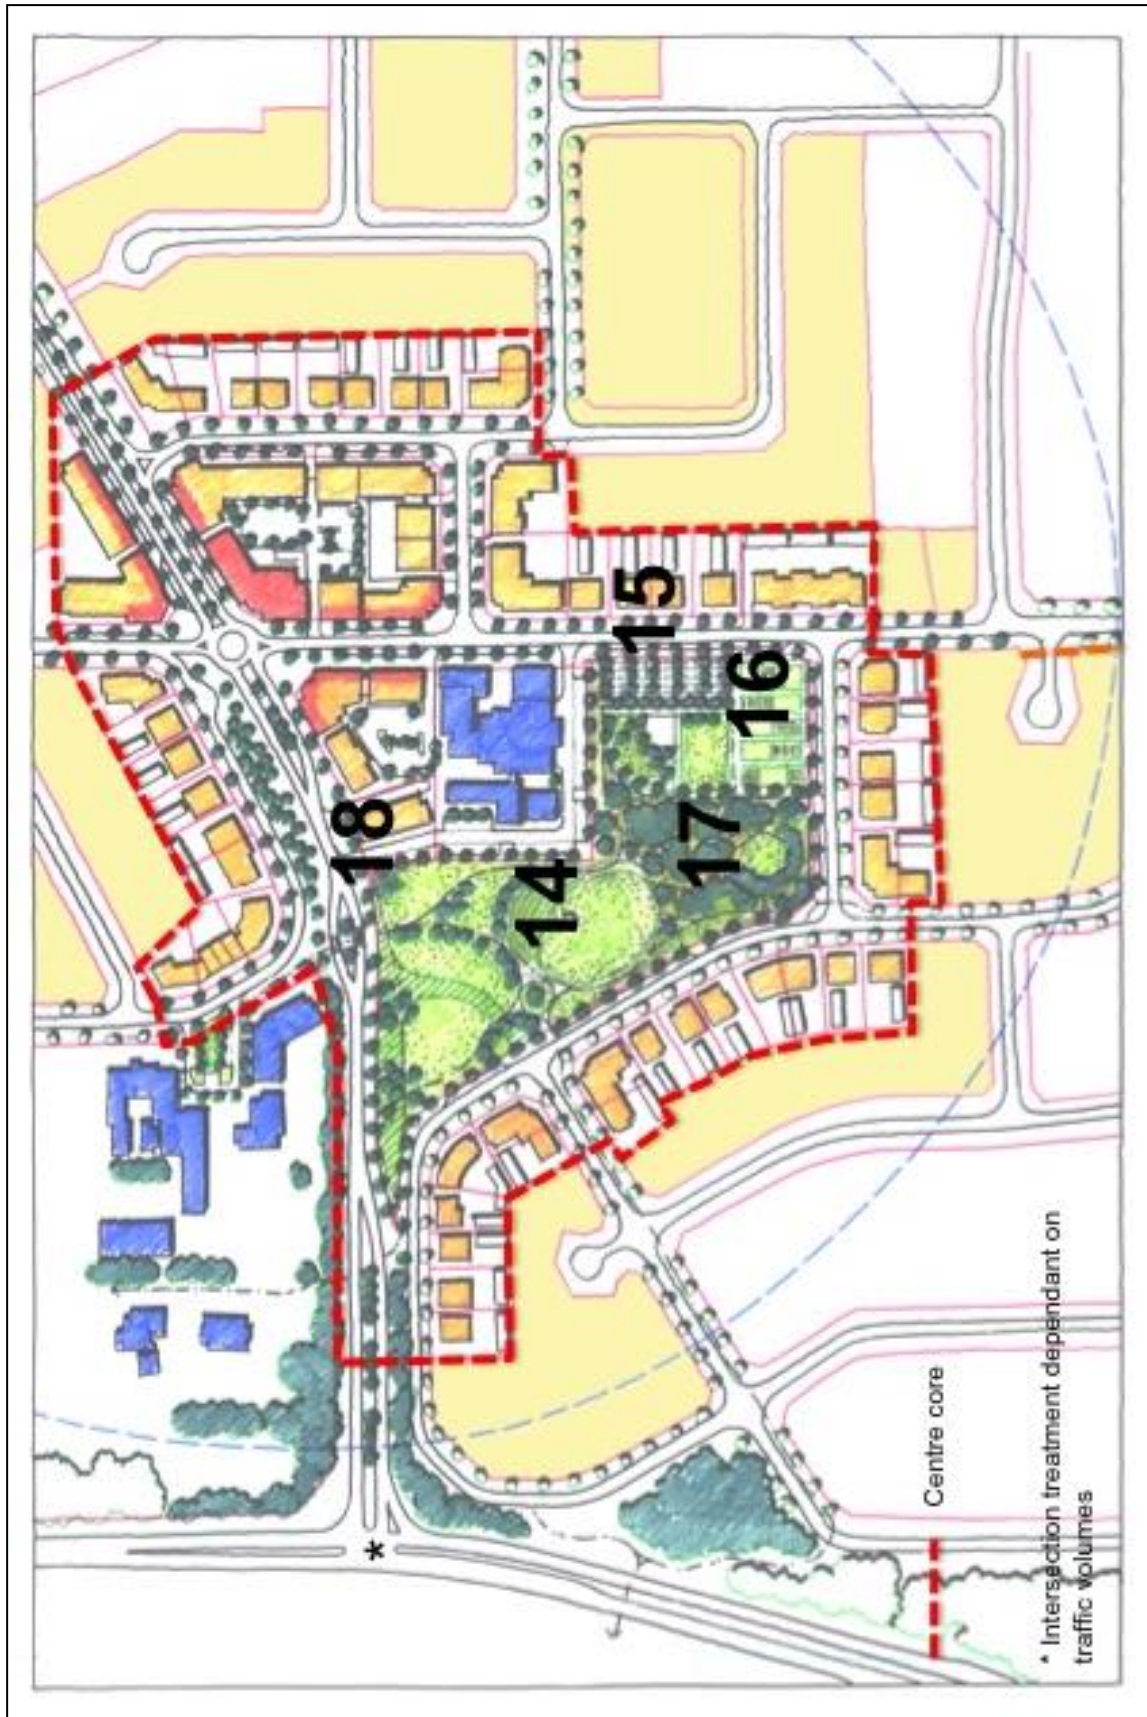 18
14
17
16
15
*
Centre core
* Intersection treatment dependant on
traffic volumes